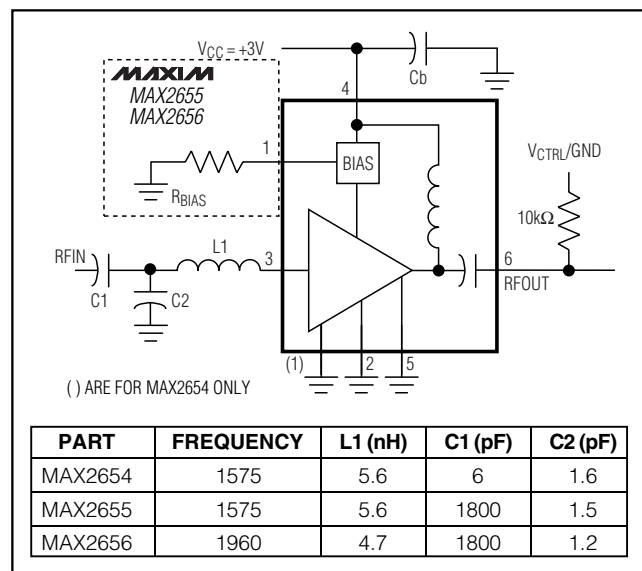 VCC = +3V
Cb
MAXIM
MAX2655
MAX2656
4
1
BIAS
VCTRL/GND
RBIAS
10kΩ
L1
RFIN
3
6
RFOUT
C1
C2
(1)
2
5
( ) ARE FOR MAX2654 ONLY
PART FREQUENCY L1 (nH) C1 (pF) C2 (pF)
MAX2654 1575 5.6 6 1.6
MAX2655 1575 5.6 1800 1.5
MAX2656 1960 4.7 1800 1.2